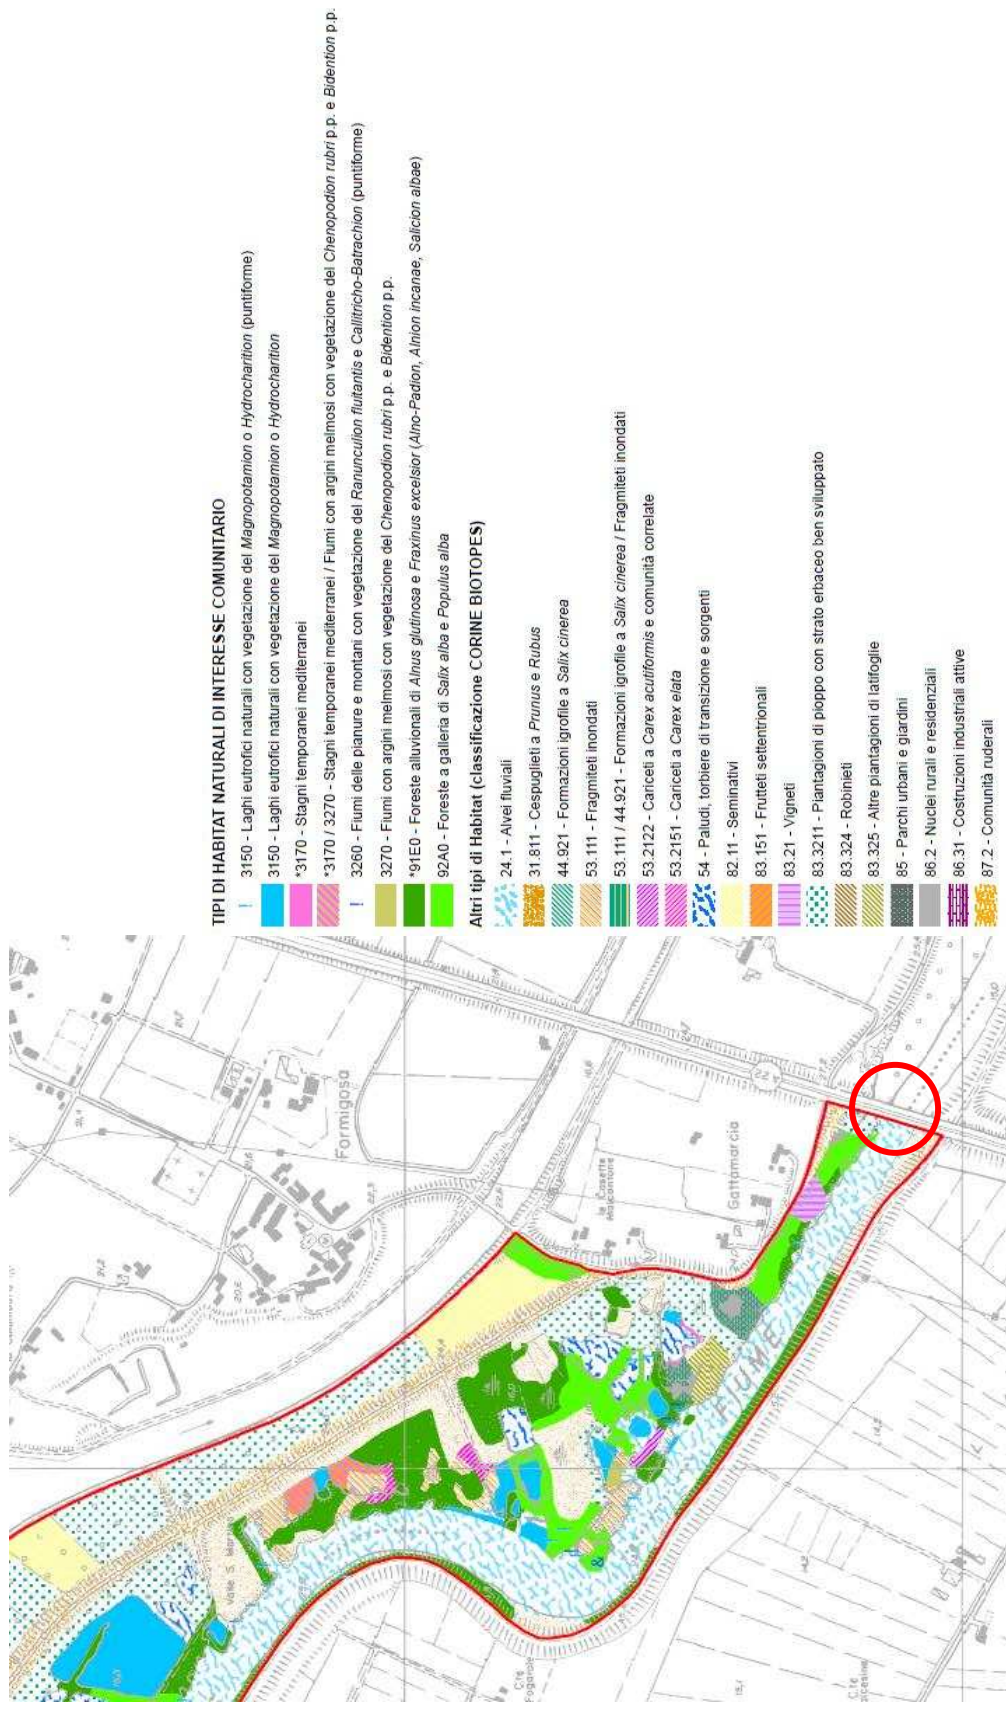 TIPI DI HABITAT NATURALI DI INTERESSE COMUNITARIO
3150 - Laghi eutrofici naturali con vegetazione del Magnopotamion o Hydrocharition (puntiforme)
3150 - Laghi eutrofici naturali con vegetazione del Magnopotamion o Hydrocharition
*3170 - Stagni temporanei mediterranei
*3170 / 3270 - Stagni temporanei mediterranei / Fiumi con argini melmosi con vegetazione del Chenopodion rubri p.p. e Bidention p.p.
3260 - Fiumi delle pianure e montani con vegetazione del Ranunculion fluitantis e Callitricho-Batrachion (puntiforme)
3270 - Fiumi con argini melmosi con vegetazione del Chenopodion rubri p.p. e Bidention p.p.
*91E0 - Foreste alluvionali di Alnus glutinosa e Fraxinus excelsior (Alno-Padion, Alnion incanae, Salicion albae)
92A0 - Foreste a galleria di Salix alba e Populus alba
Altri tipi di Habitat (classificazione CORINE BIOTOPES)
24.1 - Alvei fluviali
31.811 - Cespuglieti a Prunus e Rubus
44.921 - Formazioni igrofile a Salix cinerea
53.111 - Fragmiteti inondati
53.111 / 44.921 - Formazioni igrofile a Salix cinerea / Fragmiteti inondati
53.2122 - Cariceti a Carex acutiformis e comunità correlate
53.2151 - Cariceti a Carex elata
54 - Paludi, torbiere di transizione e sorgenti
82.11 - Seminativi
83.151 - Frutteti settentrionali
83.21 - Vigneti
83.3211 - Piantagioni di pioppo con strato erbaceo ben sviluppato
83.324 - Robinieti
83.325 - Altre piantagioni di latifoglie
85 - Parchi urbani e giardini
86.2 - Nuclei rurali e residenziali
86.31 - Costruzioni industriali attive
87.2 - Comunità ruderali
Formigosa
le Casette
Malcantone
Gattamarcia
FIUME
Valle S.
C.te
C.te